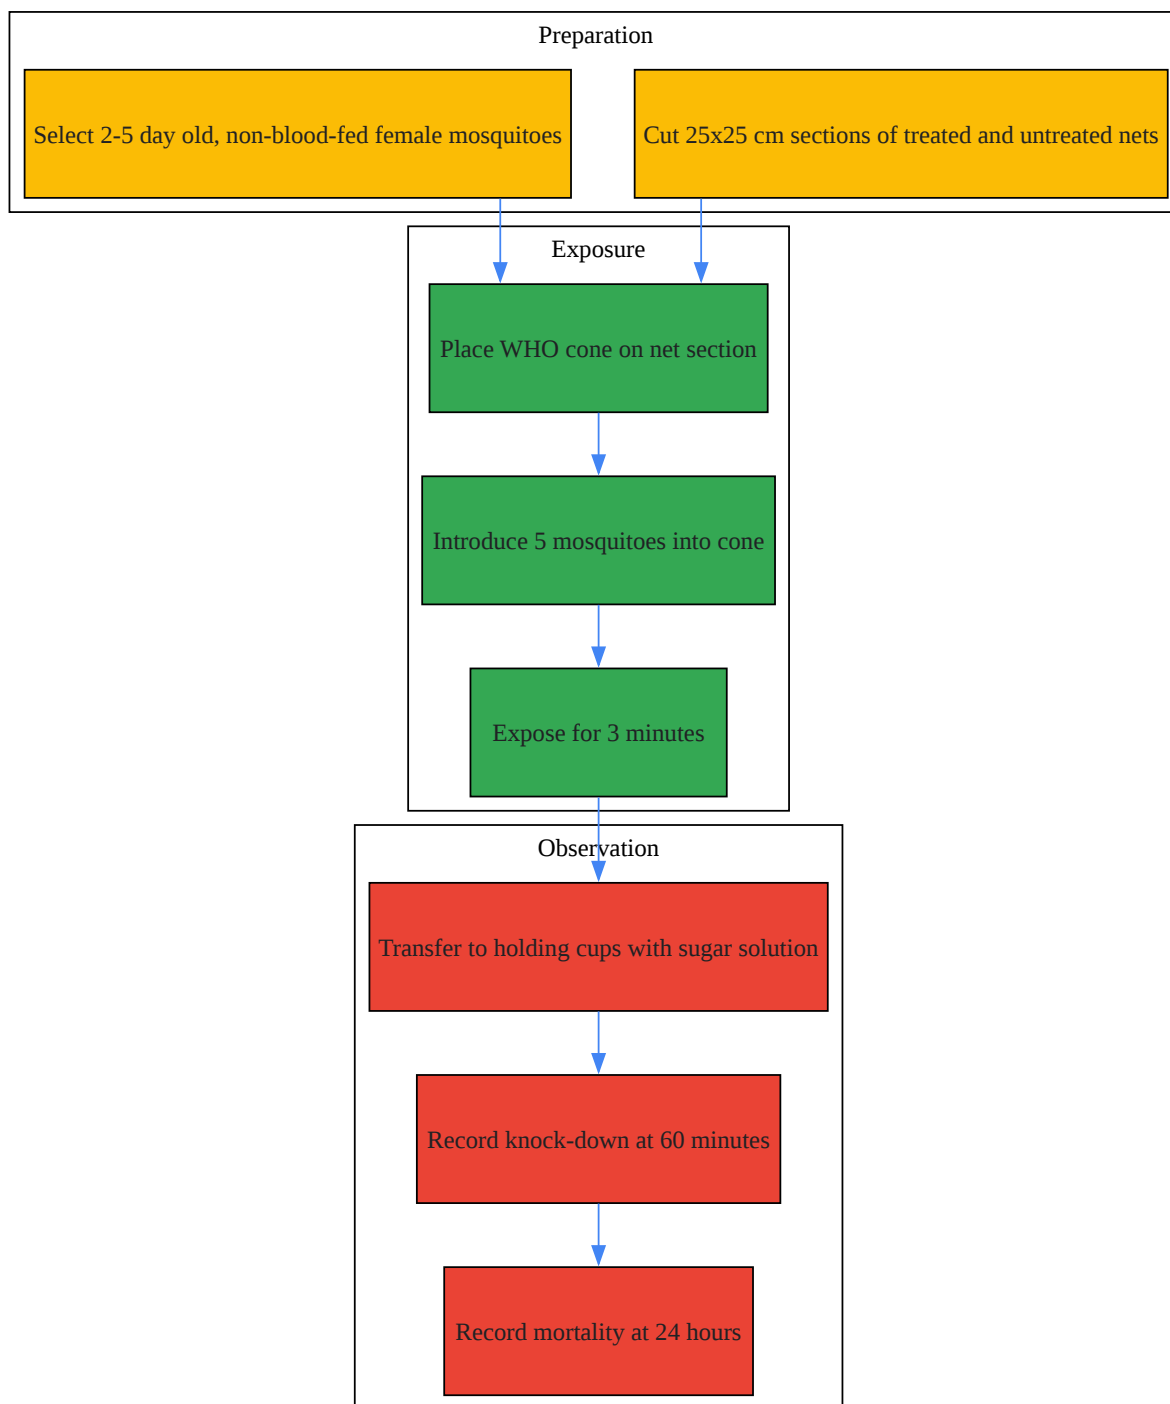 Preparation
Select 2-5 day old, non-blood-fed female mosquitoes
Cut 25x25 cm sections of treated and untreated nets
Exposure
Place WHO cone on net section
Introduce 5 mosquitoes into cone
Expose for 3 minutes
Observation
Transfer to holding cups with sugar solution
Record knock-down at 60 minutes
Record mortality at 24 hours